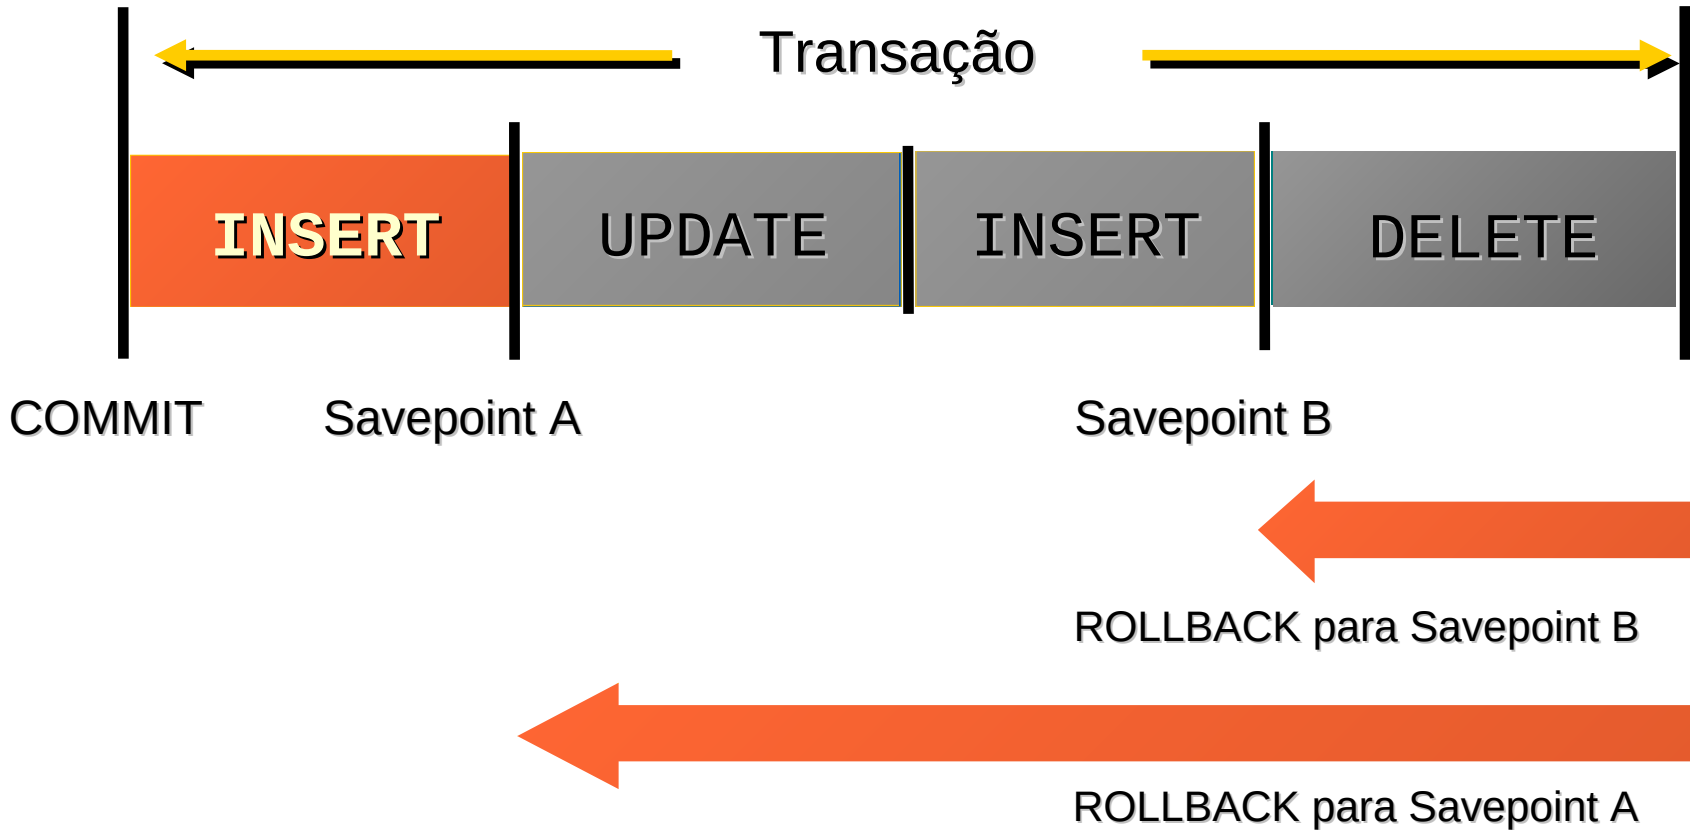 Transação
INSERT UPDATE INSERT DELETE
COMMIT Savepoint A Savepoint B
ROLLBACK para Savepoint B
ROLLBACK para Savepoint A